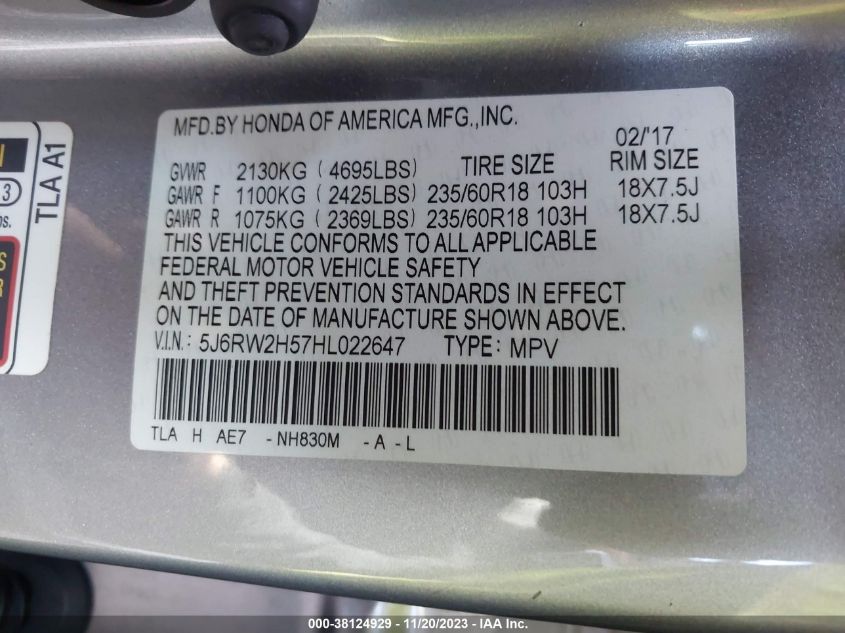 MFD.BY HONDA OF AMERICA MFG.,INC.
02/'17
GVWR 2130KG ( 4695LBS) TIRE SIZE RIM SIZE
GAWR F 1100KG ( 2425LBS) 235/60R18 103H 18X7.5J
GAWR R 1075KG ( 2369LBS) 235/60R18 103H 18X7.5J
THIS VEHICLE CONFORMS TO ALL APPLICABLE
FEDERAL MOTOR VEHICLE SAFETY
AND THEFT PREVENTION STANDARDS IN EFFECT
ON THE DATE OF MANUFACTURE SHOWN ABOVE.
V.I.N.: 5J6RW2H57HL022647 TYPE: MPV
TLA H AE7 - NH830M - A - L
TLA A1
3
000-38124929 - 11/20/2023 - IAA Inc.